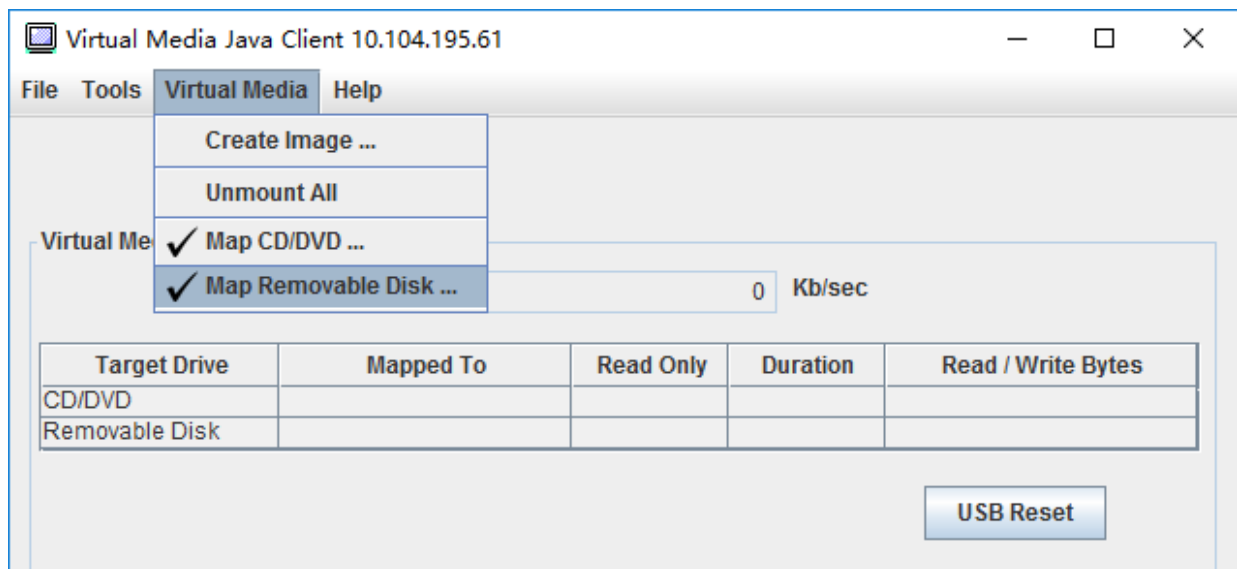 Virtual Media Java Client 10.104.195.61
File Tools Virtual Media Help
Create Image ...
Unmount All
Virtual Me
Map CD/DVD ...
Map Removable Disk ...
0 Kb/sec
Target Drive Mapped To Read Only Duration Read / Write Bytes
CD/DVD
Removable Disk
USB Reset